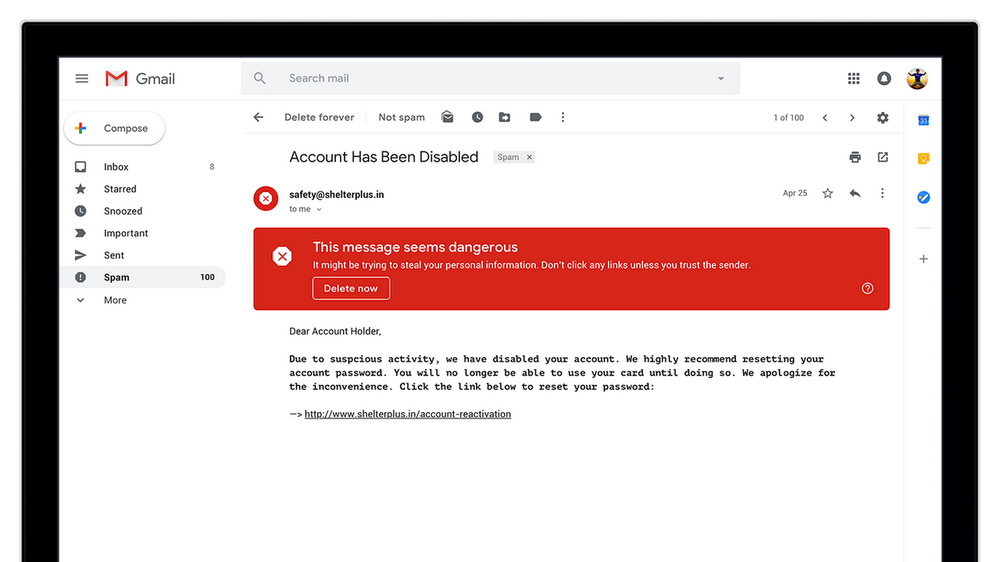 Gmail
Search mail
Compose
Delete forever
Not spam
1 of 100
31
Inbox 8
Starred
Snoozed
Important
Sent
Spam 100
More
Account Has Been Disabled
Spam ×
safety@shelterplus.in
Apr 25
to me
This message seems dangerous
It might be trying to steal your personal information. Don't click any links unless you trust the sender.
Delete now
Dear Account Holder,
Due to suspcious activity, we have disabled your account. We highly recommend resetting your
account password. You will no longer be able to use your card until doing so. We apologize for
the inconvenience. Click the link below to reset your password:
—> http://www.shelterplus.in/account-reactivation